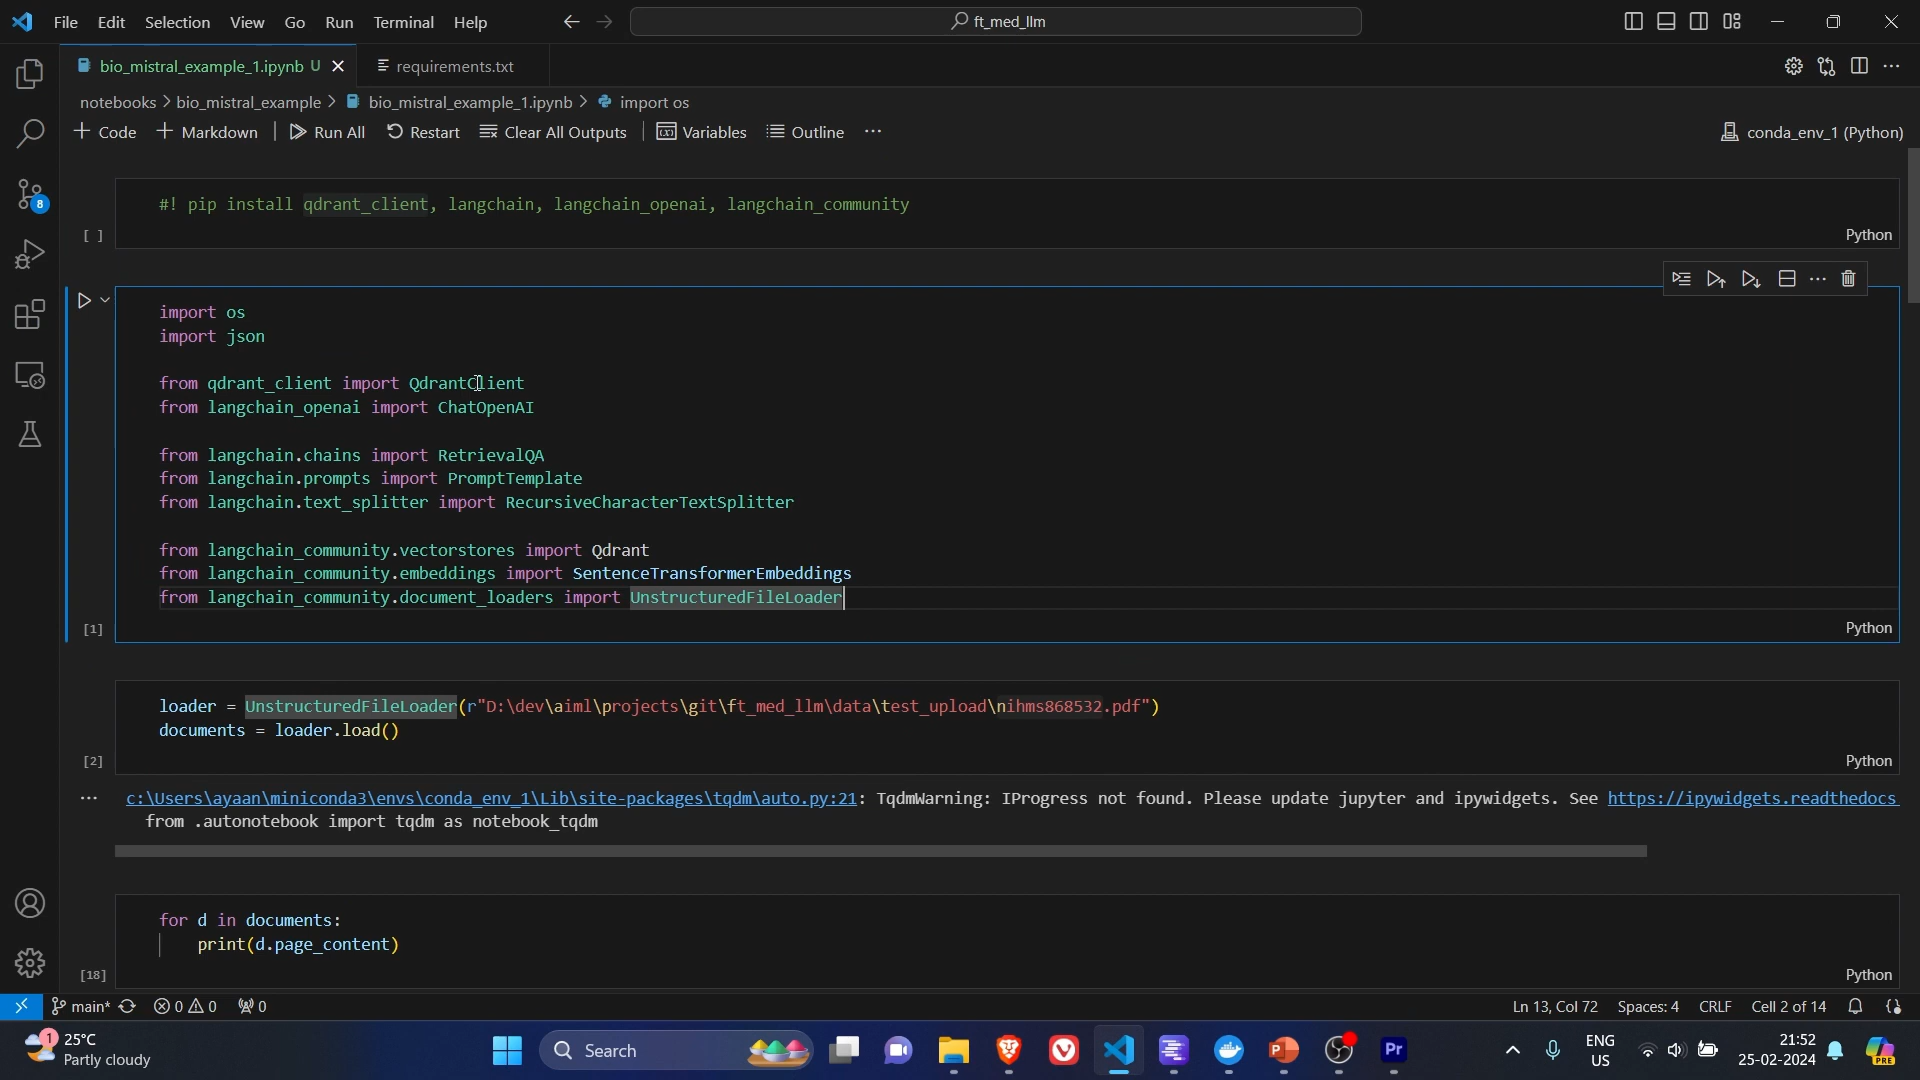 File Edit Selection View Go Run Terminal Help
ft_med_llm
bio_mistral_example_1.ipynb U
requirements.txt
notebooks > bio_mistral_example > bio_mistral_example_1.ipynb > import os
+ Code + Markdown | Run All Restart Clear All Outputs | Variables Outline ...
conda_env_1 (Python)
8
#! pip install qdrant_client, langchain, langchain_openai, langchain_community
[ ]
Python
import os
import json
from qdrant_client import QdrantClient
from langchain_openai import ChatOpenAI
from langchain.chains import RetrievalQA
from langchain.prompts import PromptTemplate
from langchain.text_splitter import RecursiveCharacterTextSplitter
from langchain_community.vectorstores import Qdrant
from langchain_community.embeddings import SentenceTransformerEmbeddings
from langchain_community.document_loaders import UnstructuredFileLoader
[1]
Python
loader = UnstructuredFileLoader(r"D:\dev\aiml\projects\git\ft_med_llm\data\test_upload\nihms868532.pdf")
documents = loader.load()
[2]
Python
... c:\Users\ayaan\miniconda3\envs\conda_env_1\Lib\site-packages\tqdm\auto.py:21: TqdmWarning: IProgress not found. Please update jupyter and ipywidgets. See https://ipywidgets.readthedocs
from .autonotebook import tqdm as notebook_tqdm
for d in documents:
print(d.page_content)
[18]
Python
main* 0 0 0
Ln 13, Col 72 Spaces: 4 CRLF Cell 2 of 14
1
25°C
Partly cloudy
Search
Pr
ENG
US
21:52
25-02-2024
PRE